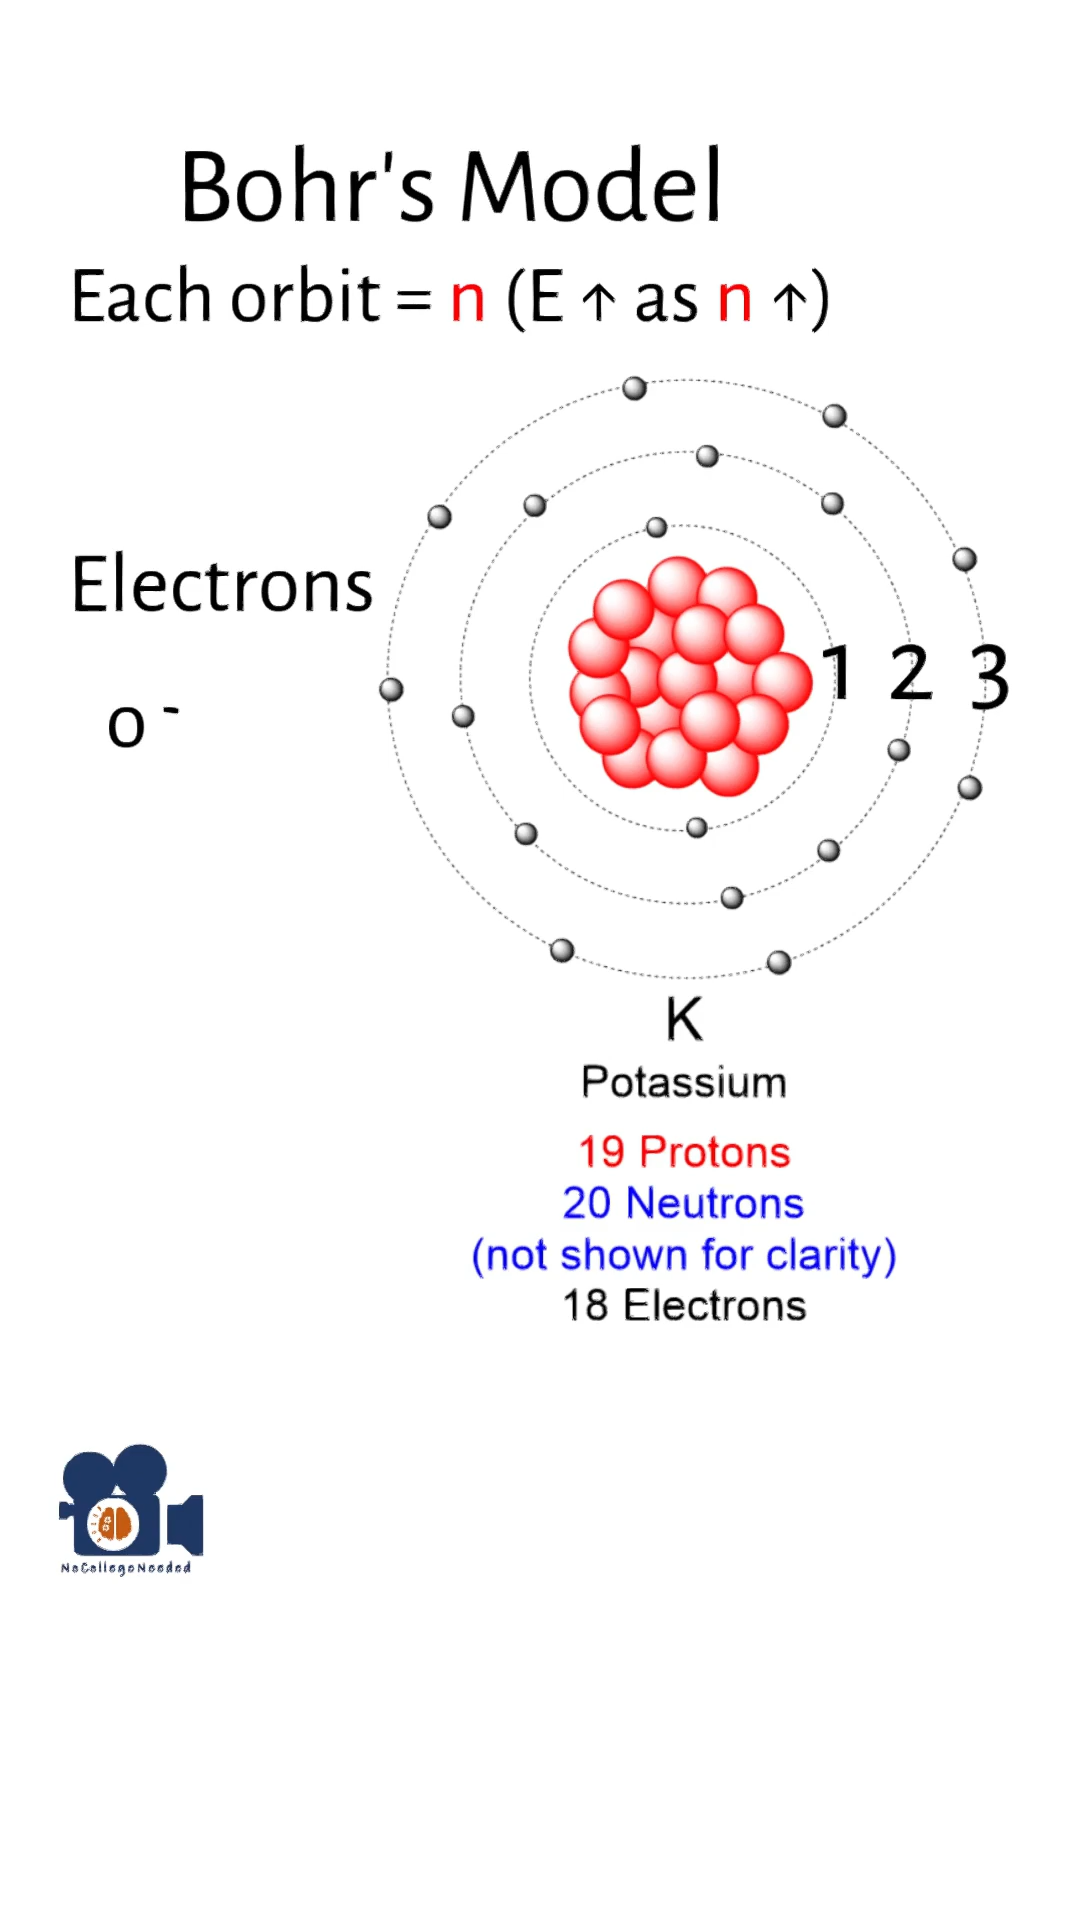 Bohr's Model
Each orbit = n (E ↑ as n ↑)
Electrons
o -
1 2 3
K
Potassium
19 Protons
20 Neutrons
(not shown for clarity)
18 Electrons
NoCollegeNeeded